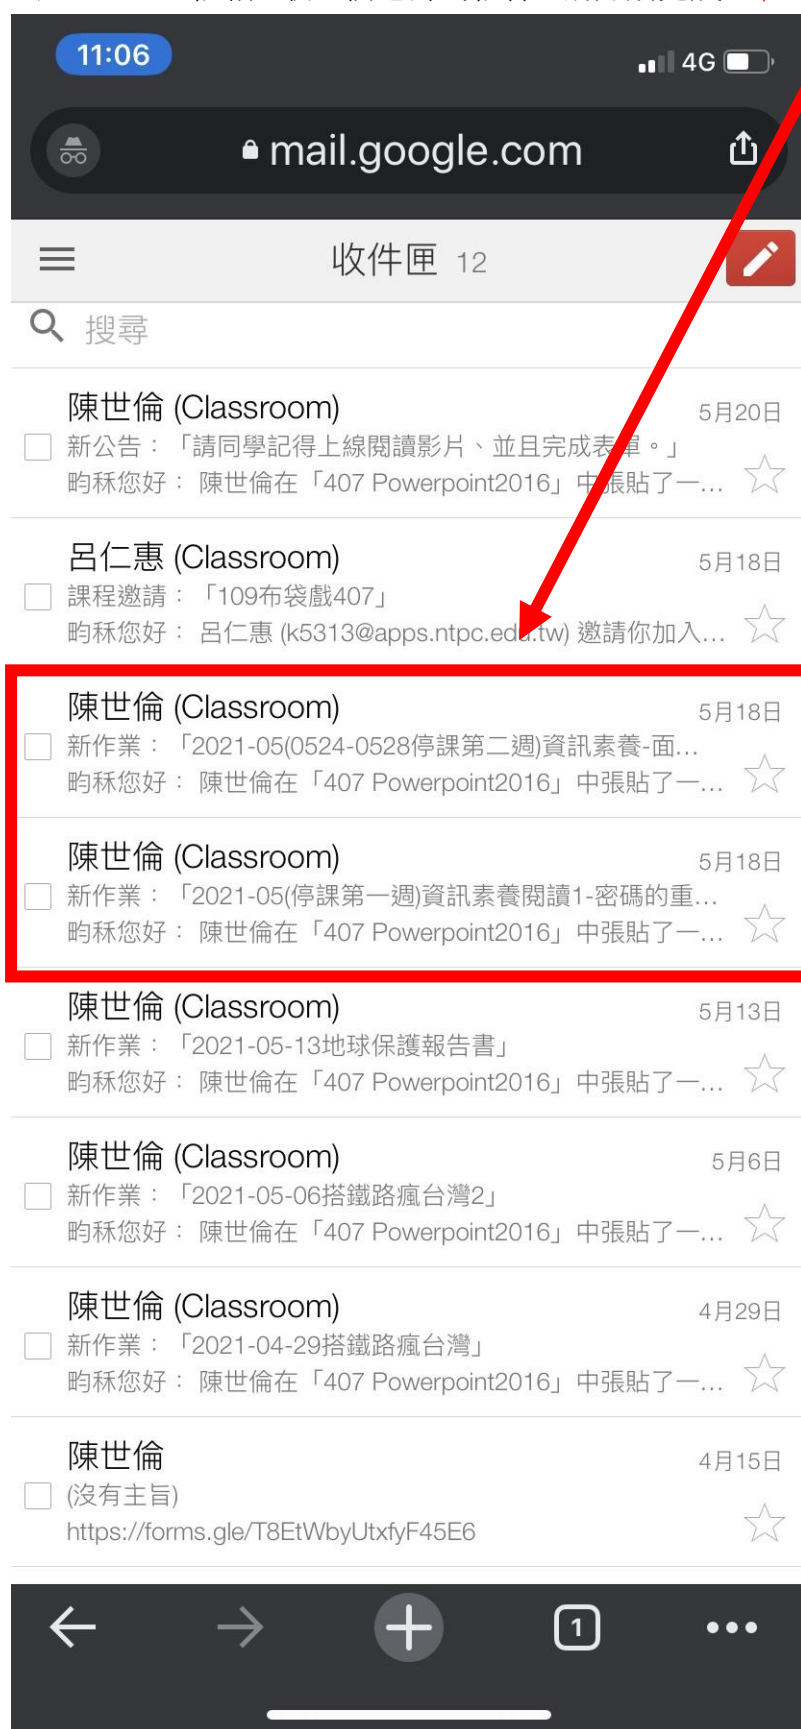 11:06
4G
mail.google.com
收件匣 12
搜尋
陳世倫 (Classroom)
5月20日
新公告：「請同學記得上線閱讀影片、並且完成表單。」
畇秝您好： 陳世倫在「407 Powerpoint2016」中張貼了一...
呂仁惠 (Classroom)
5月18日
課程邀請：「109布袋戲407」
畇秝您好： 呂仁惠 (k5313@apps.ntpc.edu.tw) 邀請你加入...
陳世倫 (Classroom)
5月18日
新作業：「2021-05(0524-0528停課第二週)資訊素養-面...
畇秝您好： 陳世倫在「407 Powerpoint2016」中張貼了一...
陳世倫 (Classroom)
5月18日
新作業：「2021-05(停課第一週)資訊素養閱讀1-密碼的重...
畇秝您好： 陳世倫在「407 Powerpoint2016」中張貼了一...
陳世倫 (Classroom)
5月13日
新作業：「2021-05-13地球保護報告書」
畇秝您好： 陳世倫在「407 Powerpoint2016」中張貼了一...
陳世倫 (Classroom)
5月6日
新作業：「2021-05-06搭鐵路瘋台灣2」
畇秝您好： 陳世倫在「407 Powerpoint2016」中張貼了一...
陳世倫 (Classroom)
4月29日
新作業：「2021-04-29搭鐵路瘋台灣」
畇秝您好： 陳世倫在「407 Powerpoint2016」中張貼了一...
陳世倫
4月15日
(沒有主旨)
https://forms.gle/T8EtWbyUtxfyF45E6
1